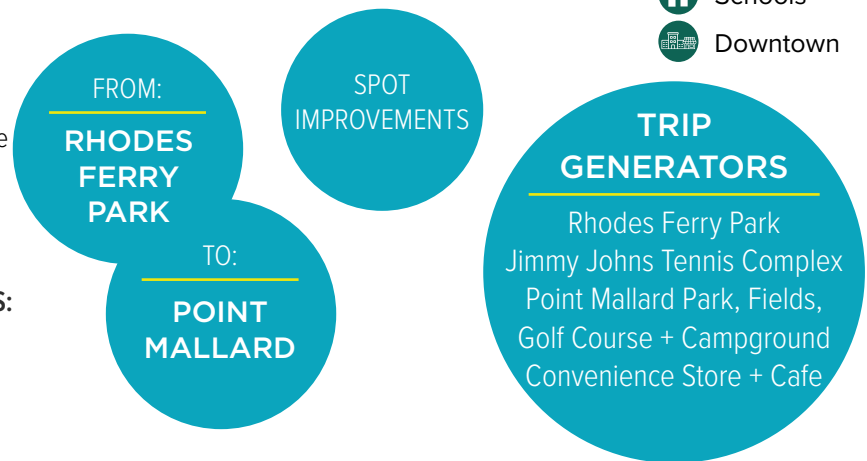 Schools
Downtown
FROM:
RHODES
FERRY
PARK
TO:
POINT
MALLARD
SPOT
IMPROVEMENTS
TRIP
GENERATORS
Rhodes Ferry Park
Jimmy Johns Tennis Complex
Point Mallard Park, Fields,
Golf Course + Campground
Convenience Store + Cafe